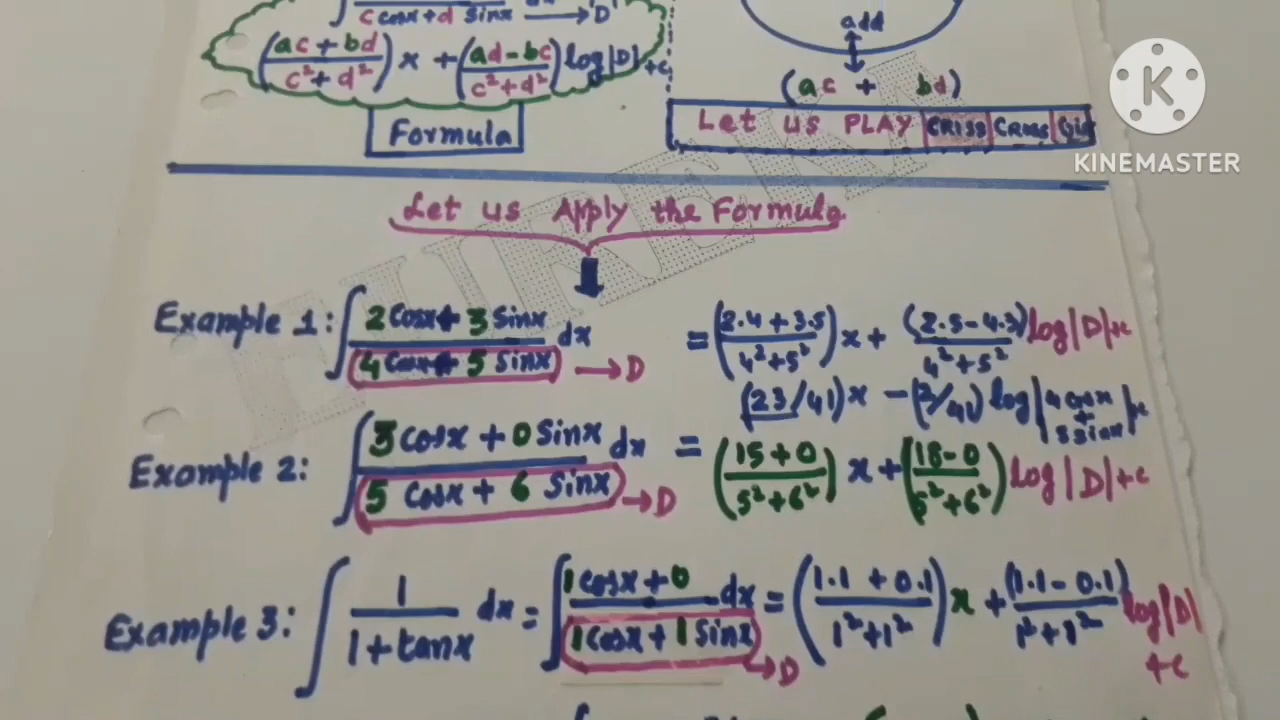 ∫ / c cosx + d sinx dx → 'D'
(ac + bd / c² + d²) x + (ad - bc / c² + d²) log|D| + c
Formula
add
(ac + bd)
Let us PLAY CRISS CROSS
KINEMASTER
Let us Apply the Formula
Example 1: ∫ 2 Cosx + 3 Sinx / 4 Cosx + 5 Sinx dx → D = (2.4 + 3.5 / 4² + 5²) x + (2.5 - 4.3 / 4² + 5²) log|D| + c
(23/41) x - (2/41) log|4 cosx + 5 sinx| + c
Example 2: ∫ 3 cosx + 0 Sinx / 5 Cosx + 6 Sinx dx → D = (15 + 0 / 5² + 6²) x + (18 - 0 / 5² + 6²) log|D| + c
Example 3: ∫ 1 / 1 + tanx dx = ∫ 1 cosx + 0 / 1 cosx + 1 Sinx dx → D = (1.1 + 0.1 / 1² + 1²) x + (1.1 - 0.1 / 1² + 1²) log|D| + c